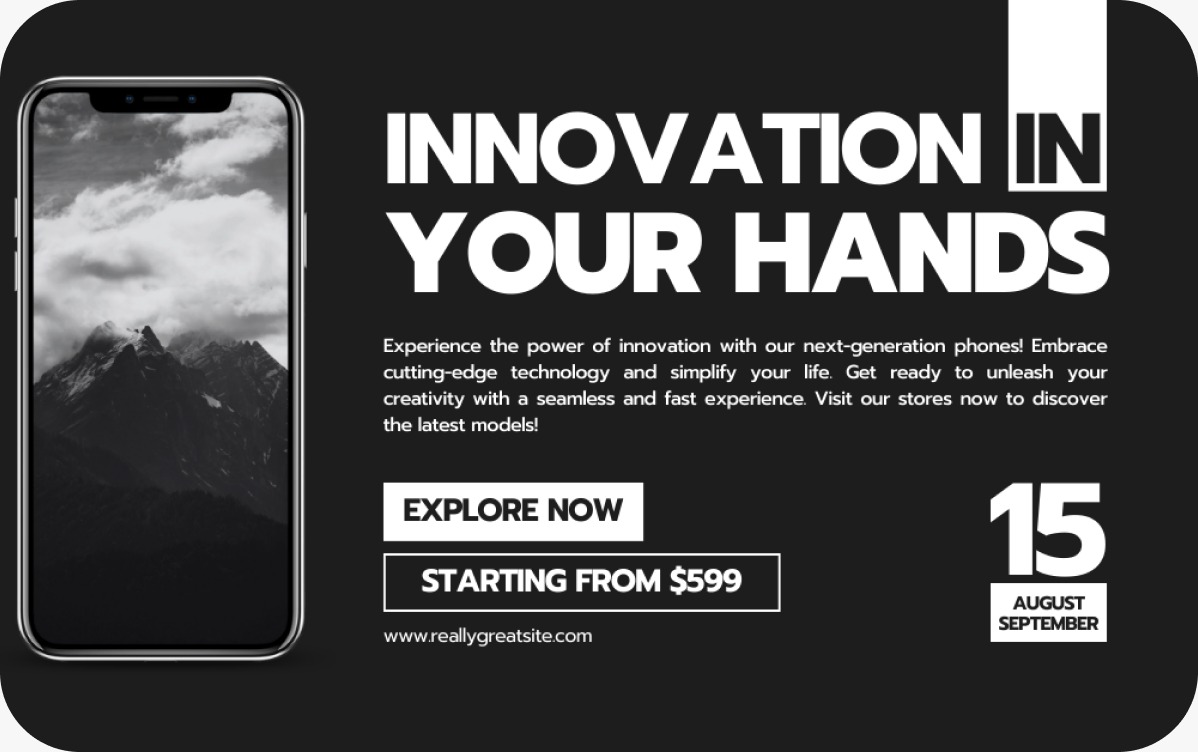 INNOVATION IN
YOUR HANDS
Experience the power of innovation with our next-generation phones! Embrace
cutting-edge technology and simplify your life. Get ready to unleash your
creativity with a seamless and fast experience. Visit our stores now to discover
the latest models!
EXPLORE NOW
STARTING FROM $599
www.reallygreatsite.com
15
AUGUST
SEPTEMBER